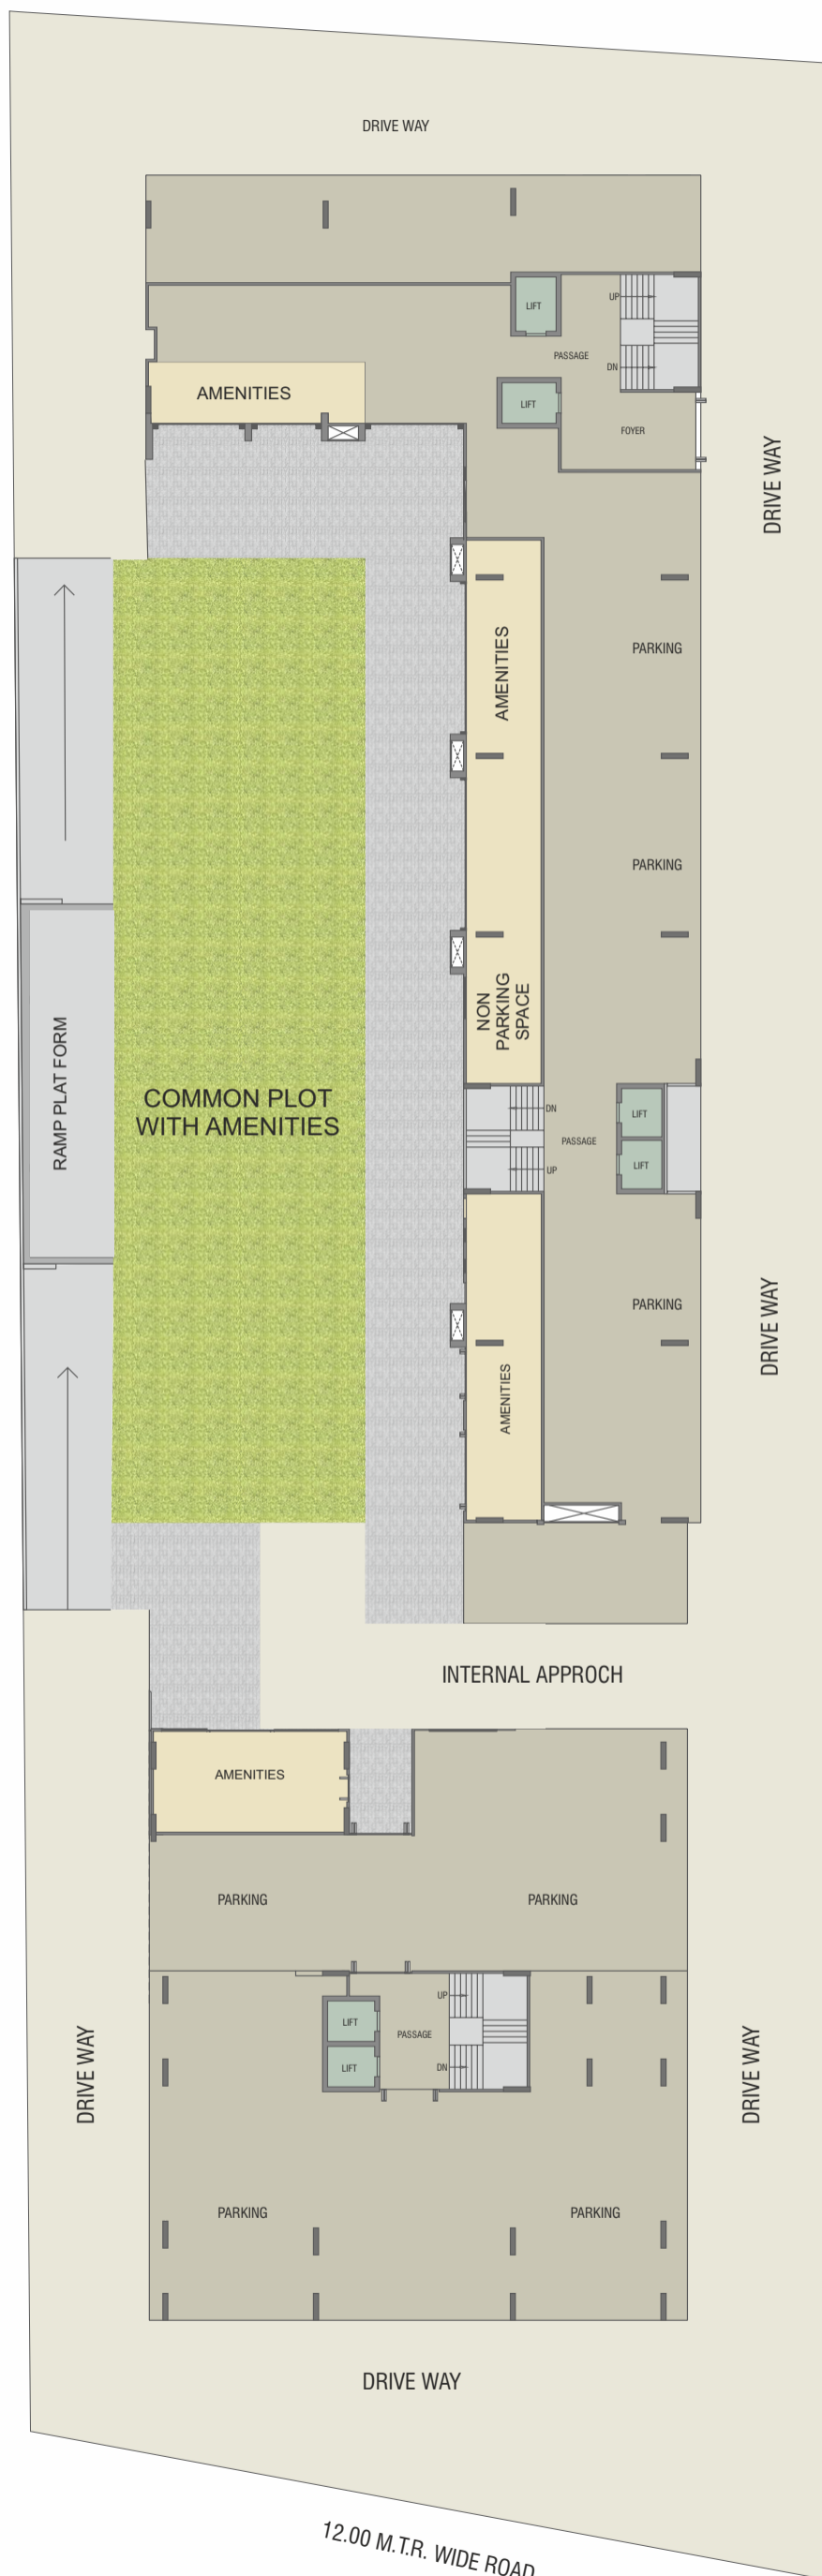 DRIVE WAY
LIFT
UP
PASSAGE
DN
AMENITIES
LIFT
FOYER
DRIVE WAY
AMENITIES
PARKING
PARKING
NON
PARKING
SPACE
RAMP PLAT FORM
COMMON PLOT
WITH AMENITIES
DN
PASSAGE
UP
LIFT
LIFT
PARKING
DRIVE WAY
AMENITIES
INTERNAL APPROCH
AMENITIES
PARKING
PARKING
UP
LIFT
PASSAGE
LIFT
DN
DRIVE WAY
DRIVE WAY
PARKING
PARKING
DRIVE WAY
12.00 M.T.R. WIDE ROAD